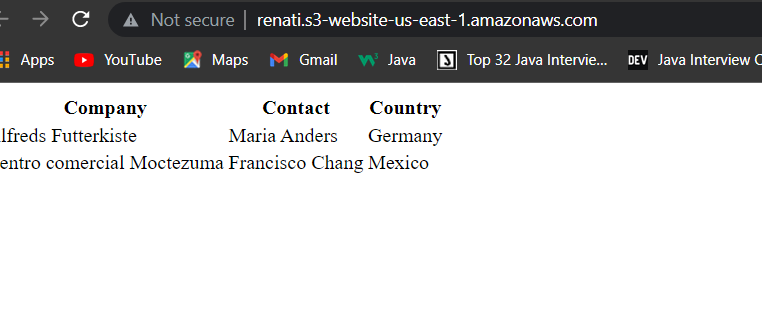 Not secure | renati.s3-website-us-east-1.amazonaws.com
Apps YouTube Maps Gmail Java Top 32 Java Intervie... DEV Java Interview
Company Contact Country
lfreds Futterkiste Maria Anders Germany
entro comercial Moctezuma Francisco Chang Mexico